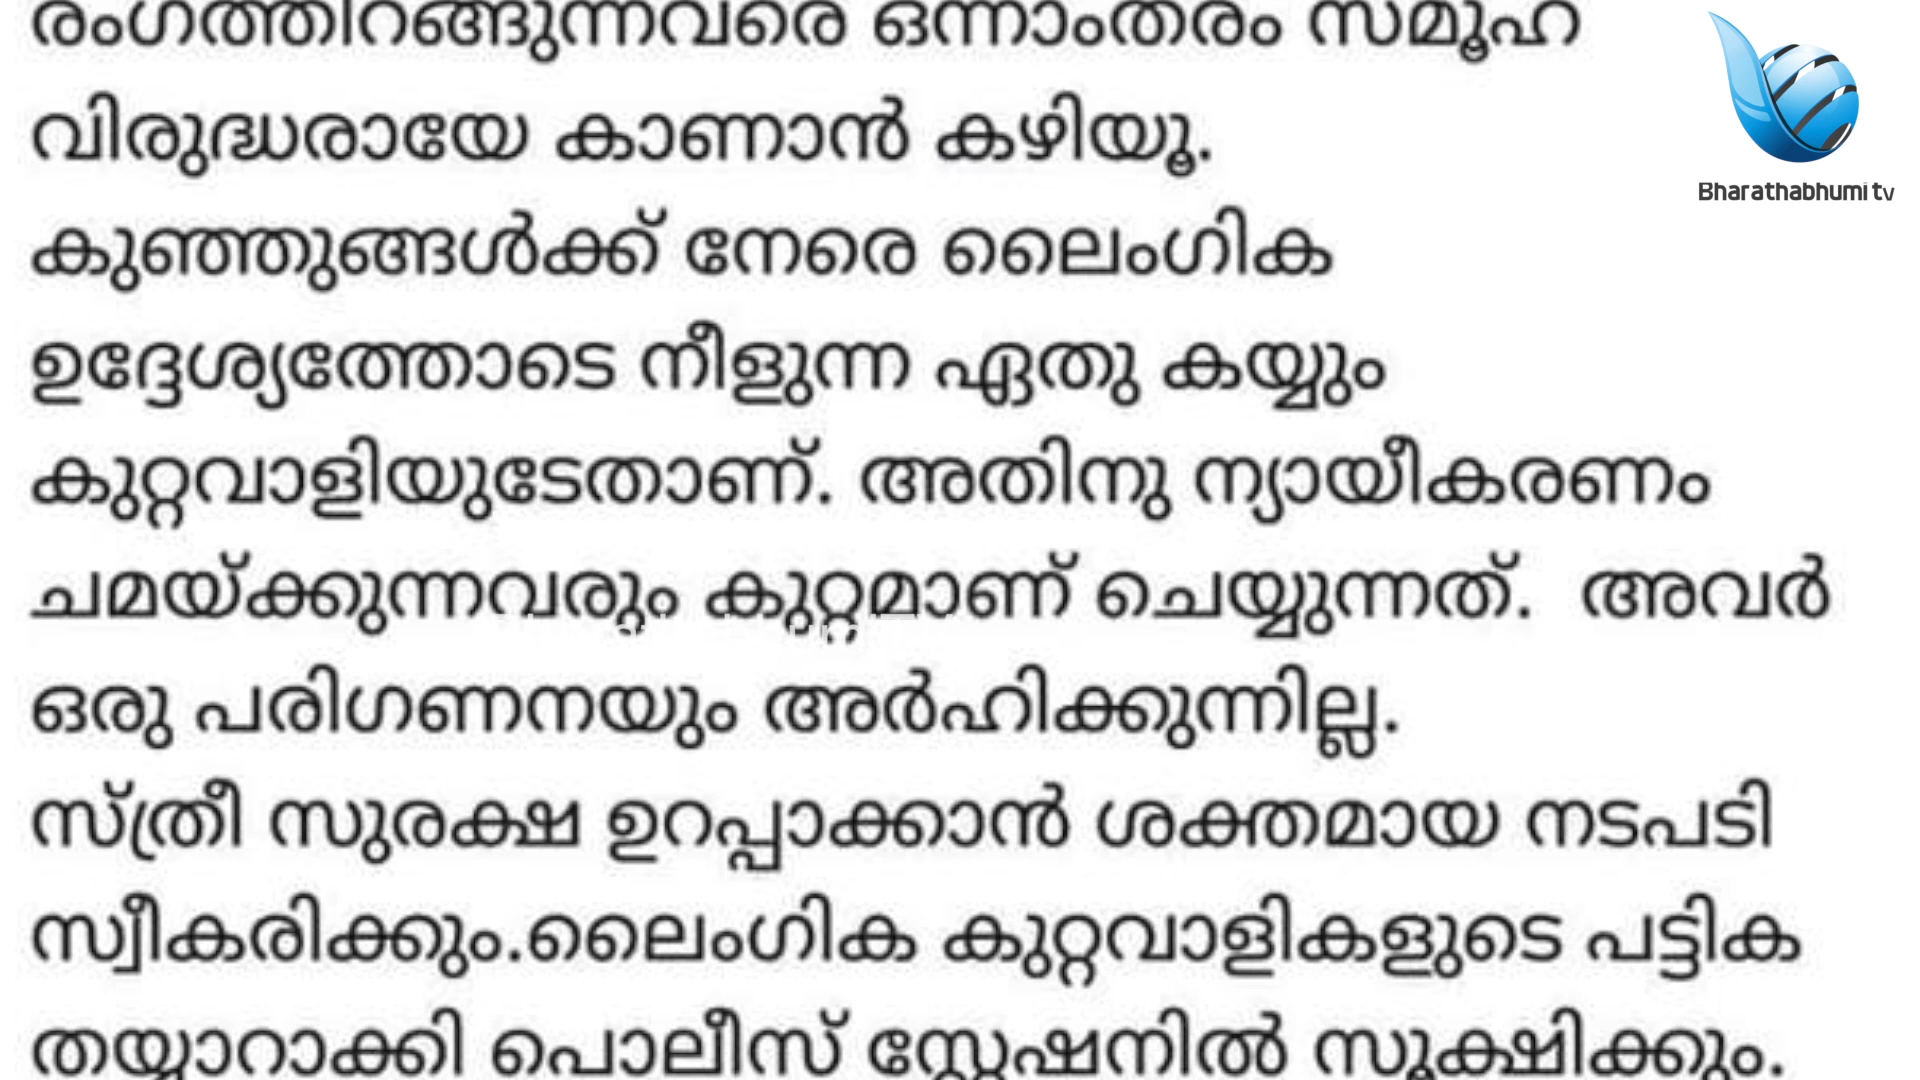 രംഗത്തിറങ്ങുന്നവരെ ഒന്നാംതരം സമൂഹ
വിരുദ്ധരായേ കാണാൻ കഴിയൂ.
കുഞ്ഞുങ്ങൾക്ക് നേരെ ലൈംഗിക
ഉദ്ദേശ്യത്തോടെ നീളുന്ന ഏതു കയ്യും
കുറ്റവാളിയുടേതാണ്. അതിനു ന്യായീകരണം
ചമയ്ക്കുന്നവരും കുറ്റമാണ് ചെയ്യുന്നത്. അവർ
ഒരു പരിഗണനയും അർഹിക്കുന്നില്ല.
സ്ത്രീ സുരക്ഷ ഉറപ്പാക്കാൻ ശക്തമായ നടപടി
സ്വീകരിക്കും.ലൈംഗിക കുറ്റവാളികളുടെ പട്ടിക
തയ്യാറാക്കി പൊലീസ് സ്റ്റേഷനിൽ സൂക്ഷിക്കും.
Bharathabhumi tv